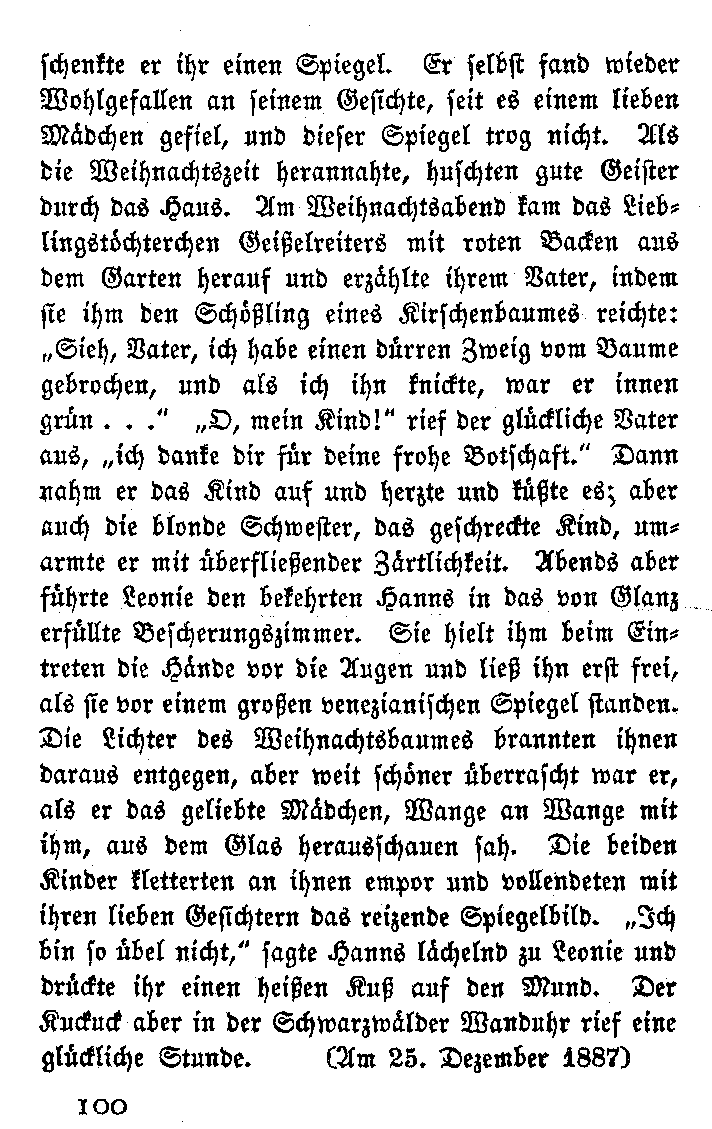 schenkte er ihr einen Spiegel. Er selbst fand wieder
Wohlgefallen an seinem Gesichte, seit es einem lieben
Mädchen gefiel, und dieser Spiegel trog nicht. Als
die Weihnachtszeit herannahte, huschten gute Geister
durch das Haus. Am Weihnachtsabend kam das Lieb-
lingstöchterchen Geißelreiters mit roten Backen aus
dem Garten herauf und erzählte ihrem Vater, indem
sie ihm den Schößling eines Kirschenbaumes reichte:
„Sieh, Vater, ich habe einen dürren Zweig vom Baume
gebrochen, und als ich ihn knickte, war er innen
grün . . .“ „O, mein Kind!“ rief der glückliche Vater
aus, „ich danke dir für deine frohe Botschaft.“ Dann
nahm er das Kind auf und herzte und küßte es; aber
auch die blonde Schwester, das geschreckte Kind, um-
armte er mit überfließender Zärtlichkeit. Abends aber
führte Leonie den bekehrten Hanns in das von Glanz
erfüllte Bescherungszimmer. Sie hielt ihm beim Ein-
treten die Hände vor die Augen und ließ ihn erst frei,
als sie vor einem großen venezianischen Spiegel standen.
Die Lichter des Weihnachtsbaumes brannten ihnen
daraus entgegen, aber weit schöner überrascht war er,
als er das geliebte Mädchen, Wange an Wange mit
ihm, aus dem Glas herausschauen sah. Die beiden
Kinder kletterten an ihnen empor und vollendeten mit
ihren lieben Gesichtern das reizende Spiegelbild. „Ich
bin so übel nicht,“ sagte Hanns lächelnd zu Leonie und
drückte ihr einen heißen Kuß auf den Mund. Der
Kuckuck aber in der Schwarzwälder Wanduhr rief eine
glückliche Stunde. (Am 25. Dezember 1887)
100